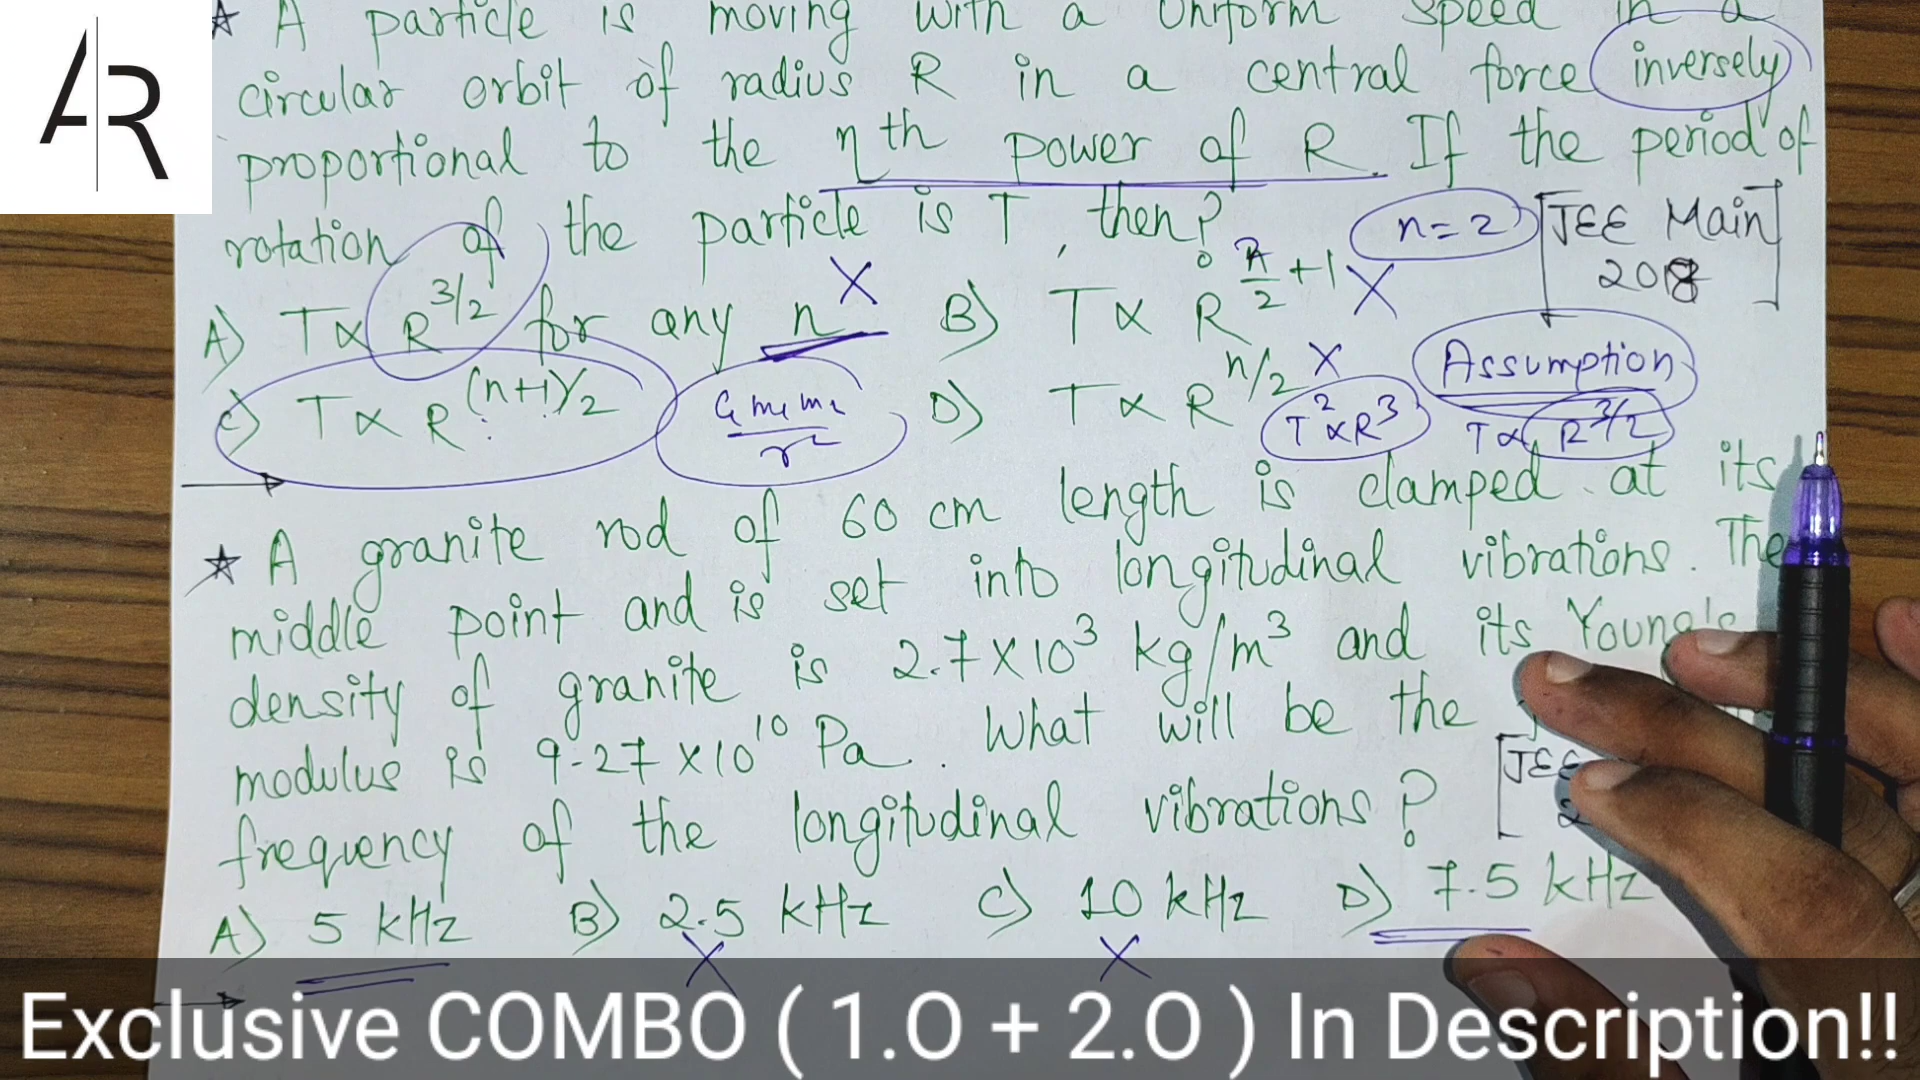 AR
★ A particle is moving with a uniform speed in a
circular orbit of radius R in a central force inversely
proportional to the nth power of R. If the period of
rotation of the particle is T, then? n=2 [JEE Main
2018]
A) T∝ R^3/2 for any n X B) T ∝ R^n/2+1 X
Assumption
C) T∝ R^(n+1)/2 G m₁ m₂/r² D) T ∝ R^n/2 X T²∝R³ T∝ R^3/2
★ A granite rod of 60 cm length is clamped at its
middle point and is set into longitudinal vibrations. The
density of granite is 2.7×10³ kg/m³ and its Young's
modulus is 9.27×10^10 Pa. What will be the
frequency of the longitudinal vibrations? [JEE
A) 5 kHz B) 2.5 kHz C) 10 kHz D) 7.5 kHz
X X
Exclusive COMBO ( 1.O + 2.O ) In Description!!